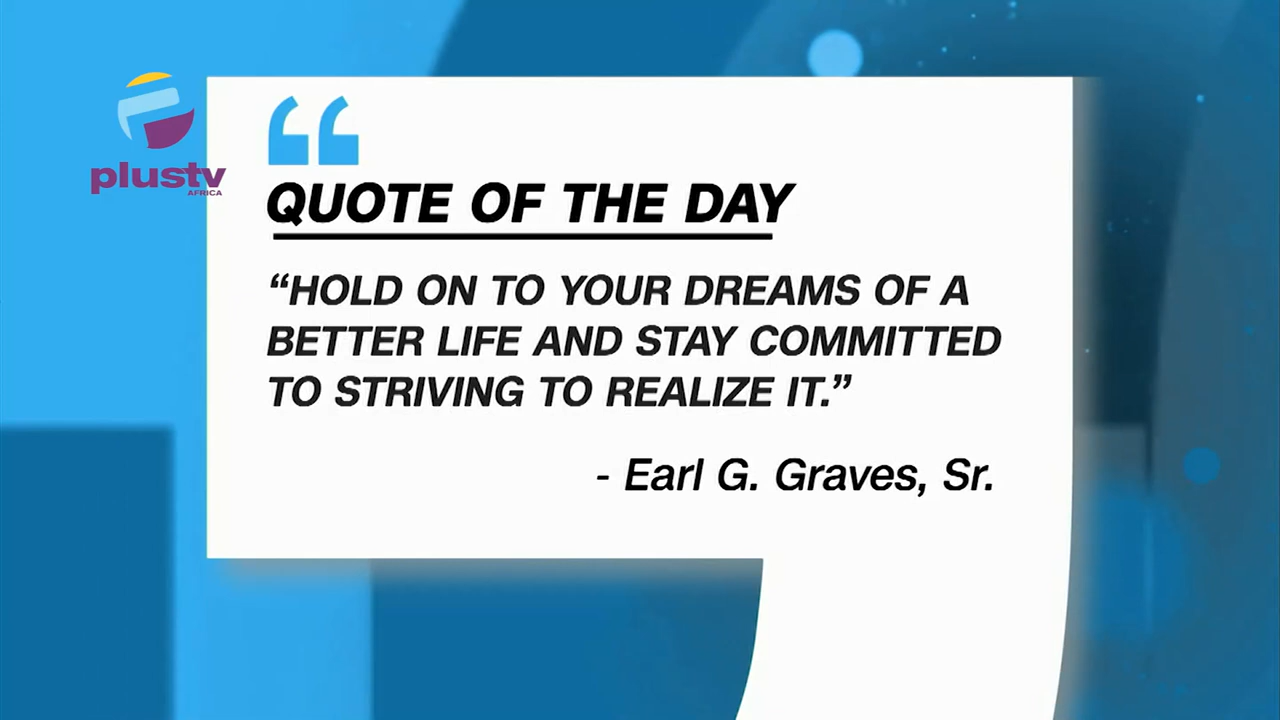 plustv
AFRICA
QUOTE OF THE DAY
“HOLD ON TO YOUR DREAMS OF A
BETTER LIFE AND STAY COMMITTED
TO STRIVING TO REALIZE IT.”
- Earl G. Graves, Sr.